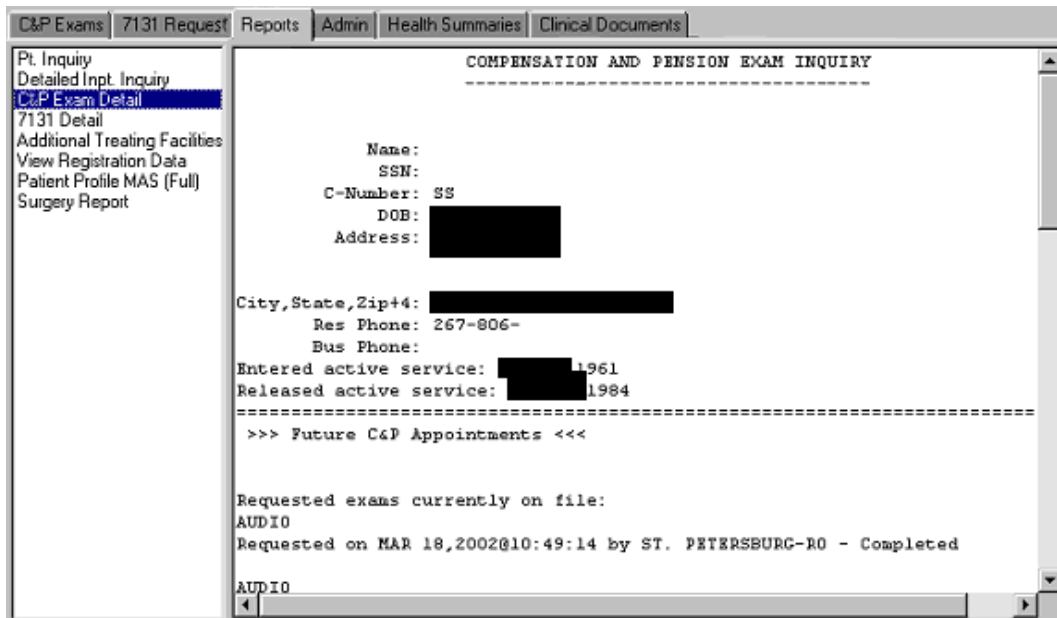 C&P Exams 7131 Request Reports Admin Health Summaries Clinical Documents
Pt. Inquiry
Detailed Inpt. Inquiry
C&P Exam Detail
7131 Detail
Additional Treating Facilities
View Registration Data
Patient Profile MAS (Full)
Surgery Report
COMPENSATION AND PENSION EXAM INQUIRY
----------------------------------------
Name:
SSN:
C-Number: SS
DOB:
Address:
City,State,Zip+4:
Res Phone: 267-806-
Bus Phone:
Entered active service: 1961
Released active service: 1984
==============================================================================
>>> Future C&P Appointments <<<
Requested exams currently on file:
AUDIO
Requested on MAR 18,2002@10:49:14 by ST. PETERSBURG-RO - Completed
AUDIO